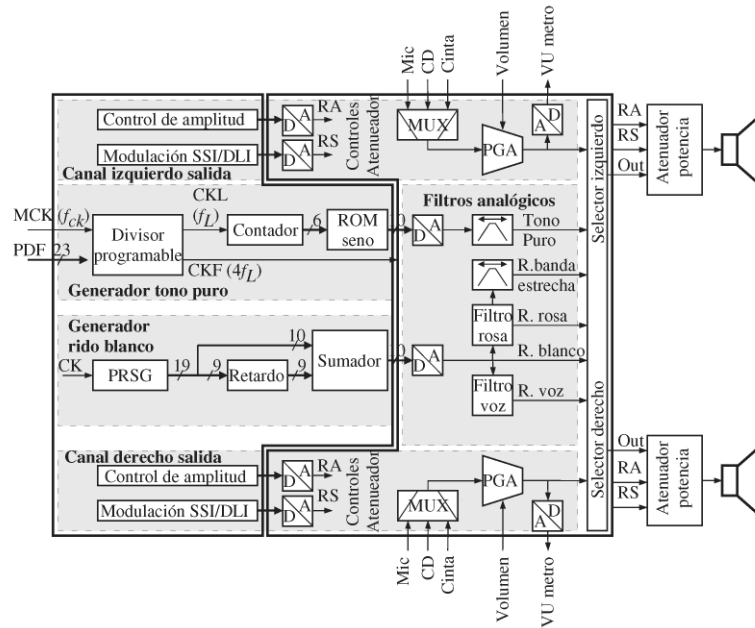 Mic
CD
Cinta
Volumen
VU metro
Control de amplitud
D A
RA
Modulación SSI/DLI
D A
RS
Controles
Atenueador
MUX
PGA
A D
Canal izquierdo salida
Selector izquierdo
RA
RS
Out
Atenuador
potencia
MCK (fck)
PDF 23
Divisor
programable
CKL
(fL)
Contador
6
ROM
seno
0
CKF (4fL)
Generador tono puro
Filtros analógicos
D A
Tono
Puro
R.banda
estrecha
Filtro
rosa
R. rosa
Generador
rido blanco
CK
PRSG
19
9
Retardo
9
10
Sumador
0
D A
R. blanco
Filtro
voz
R. voz
Selector derecho
Canal derecho salida
Control de amplitud
D A
RA
Modulación SSI/DLI
D A
RS
Controles
Atenueador
MUX
PGA
A D
Out
RA
RS
Atenuador
potencia
Mic
CD
Cinta
Volumen
VU metro